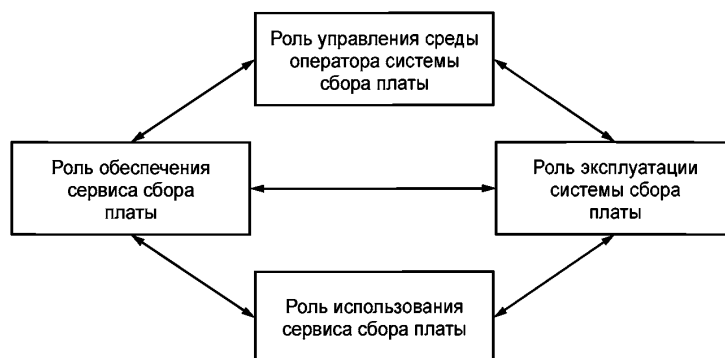 Роль управления среды
оператора системы
сбора платы
Роль обеспечения
сервиса сбора
платы
Роль эксплуатации
системы сбора
платы
Роль использования
сервиса сбора платы